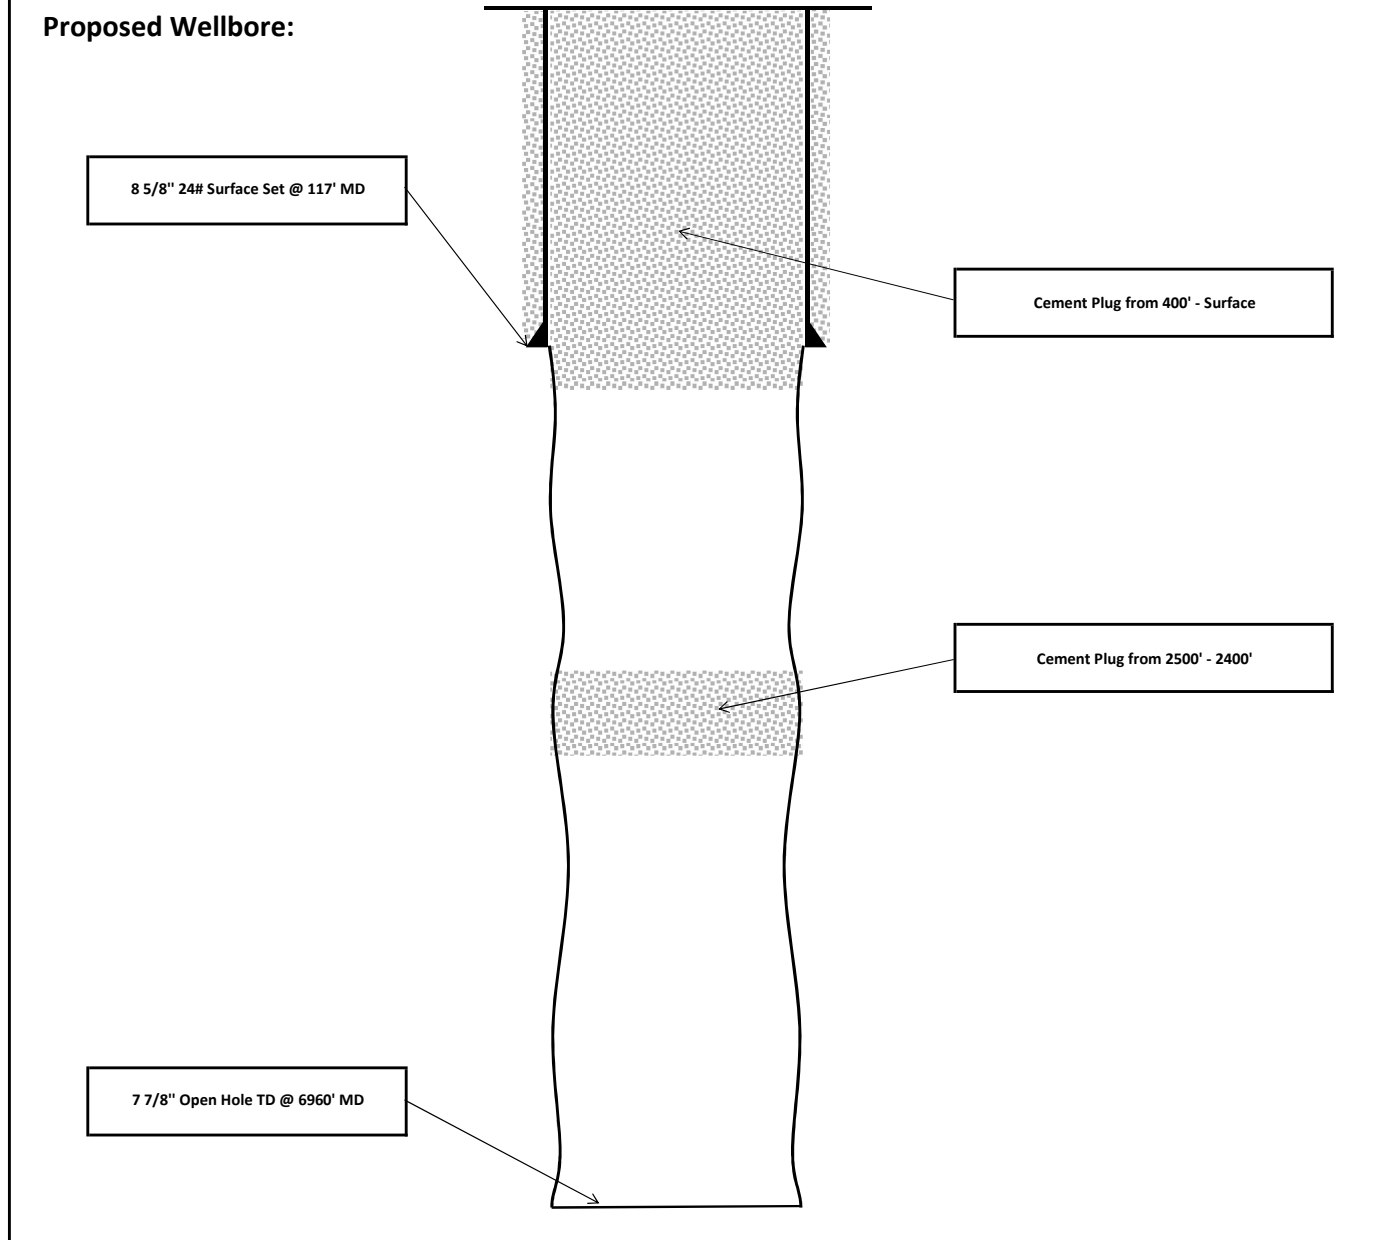 Proposed Wellbore:
8 5/8" 24# Surface Set @ 117' MD
Cement Plug from 400' - Surface
Cement Plug from 2500' - 2400'
7 7/8" Open Hole TD @ 6960' MD